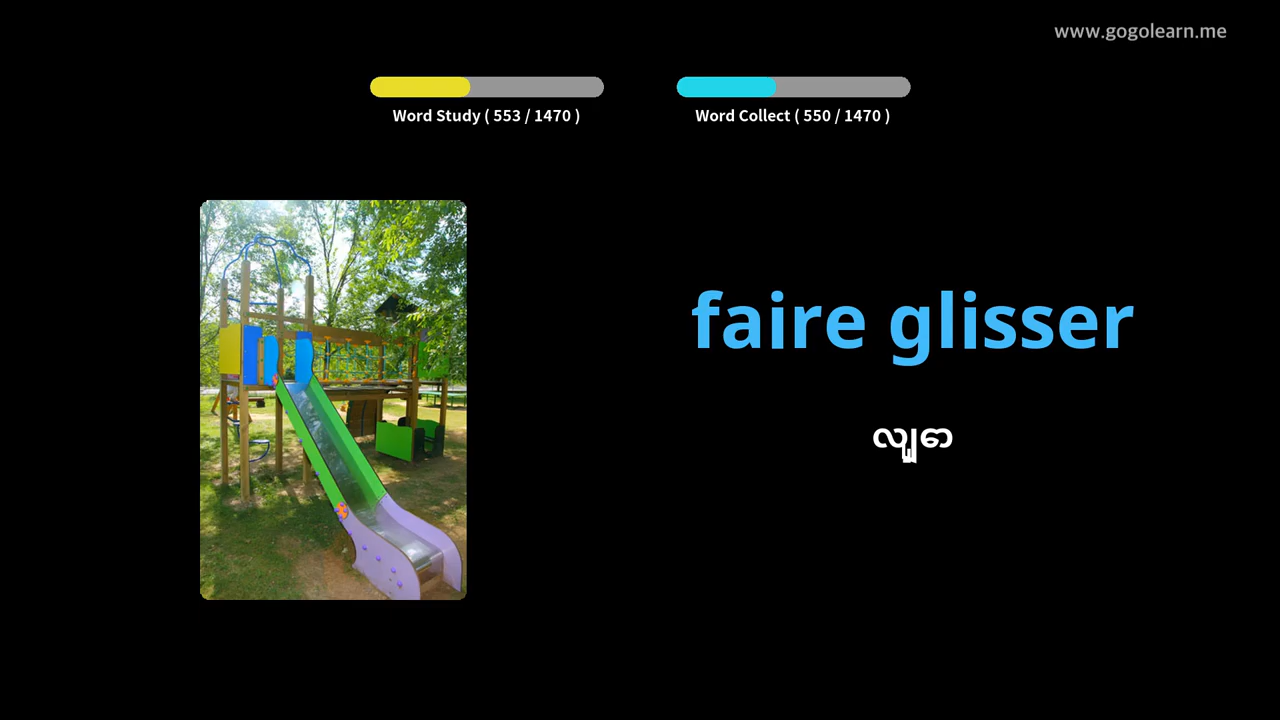 www.gogolearn.me
Word Study ( 553 / 1470 )
Word Collect ( 550 / 1470 )
faire glisser
လျှော